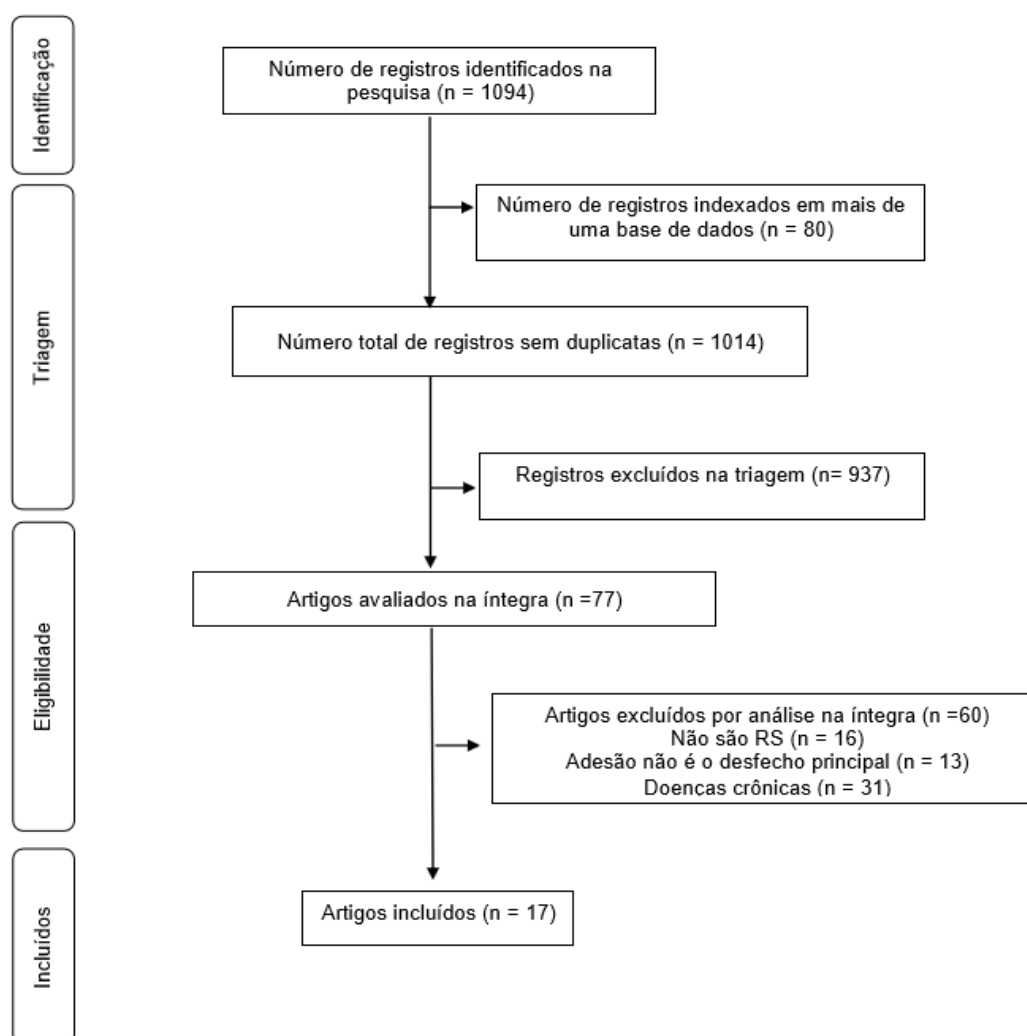 Identificação
Número de registros identificados na
pesquisa (n = 1094)
Triagem
Número de registros indexados em mais de
uma base de dados (n = 80)
Número total de registros sem duplicatas (n = 1014)
Registros excluídos na triagem (n= 937)
Eligibilidade
Artigos avaliados na íntegra (n =77)
Artigos excluídos por análise na íntegra (n =60)
Não são RS (n = 16)
Adesão não é o desfecho principal (n = 13)
Doenças crônicas (n = 31)
Incluídos
Artigos incluídos (n = 17)